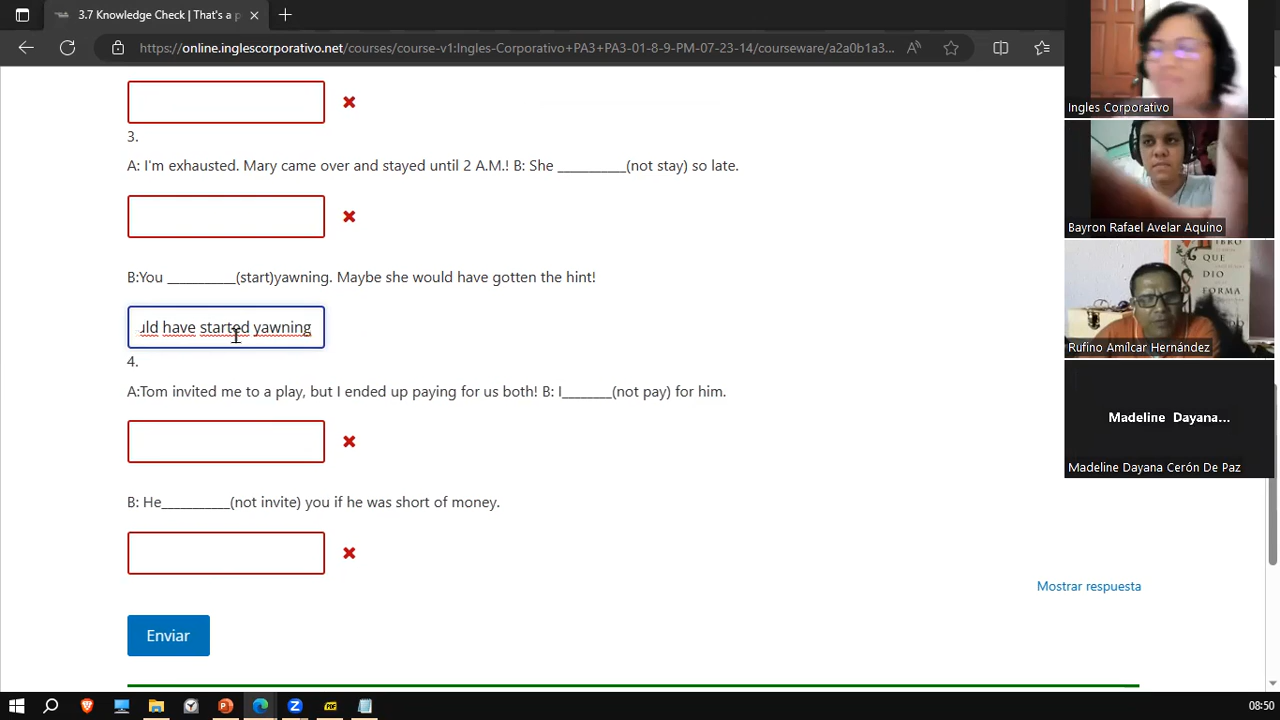 3.7 Knowledge Check | That's a p
https://online.inglescorporativo.net/courses/course-v1:Ingles-Corporativo+PA3+PA3-01-8-9-PM-07-23-14/courseware/a2a0b1a3...
Ingles Corporativo
3.
A: I'm exhausted. Mary came over and stayed until 2 A.M.! B: She __________(not stay) so late.
Bayron Rafael Avelar Aquino
LIBRO
QUE
DIO
FORMA
B:You __________(start)yawning. Maybe she would have gotten the hint!
uld have started yawning
Rufino Amílcar Hernández
4.
A:Tom invited me to a play, but I ended up paying for us both! B: I_______(not pay) for him.
Madeline Dayana...
Madeline Dayana Cerón De Paz
B: He__________(not invite) you if he was short of money.
Mostrar respuesta
Enviar
08:50